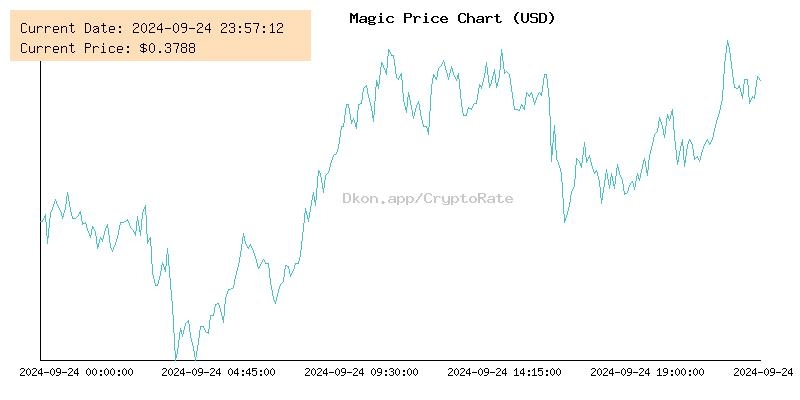 Magic Price Chart (USD)
Current Date: 2024-09-24 23:57:12
Current Price: $0.3788
Dkon.app/CryptoRate
2024-09-24 00:00:00 2024-09-24 04:45:00 2024-09-24 09:30:00 2024-09-24 14:15:00 2024-09-24 19:00:00 2024-09-24